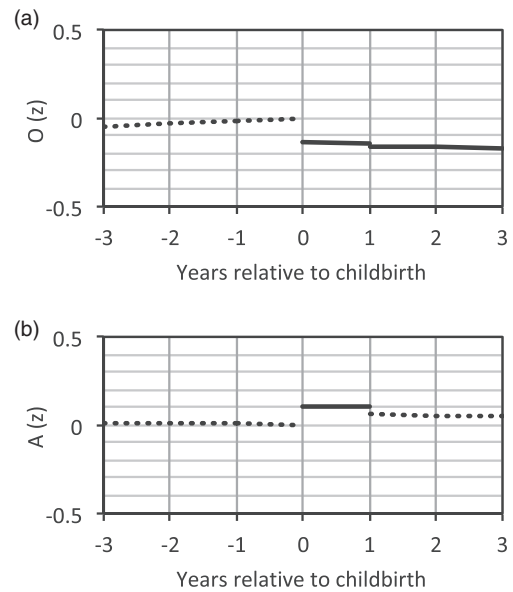 (a)
0.5
0
-0.5
O (z)
-3 -2 -1 0 1 2 3
Years relative to childbirth
(b)
0.5
0
-0.5
A (z)
-3 -2 -1 0 1 2 3
Years relative to childbirth